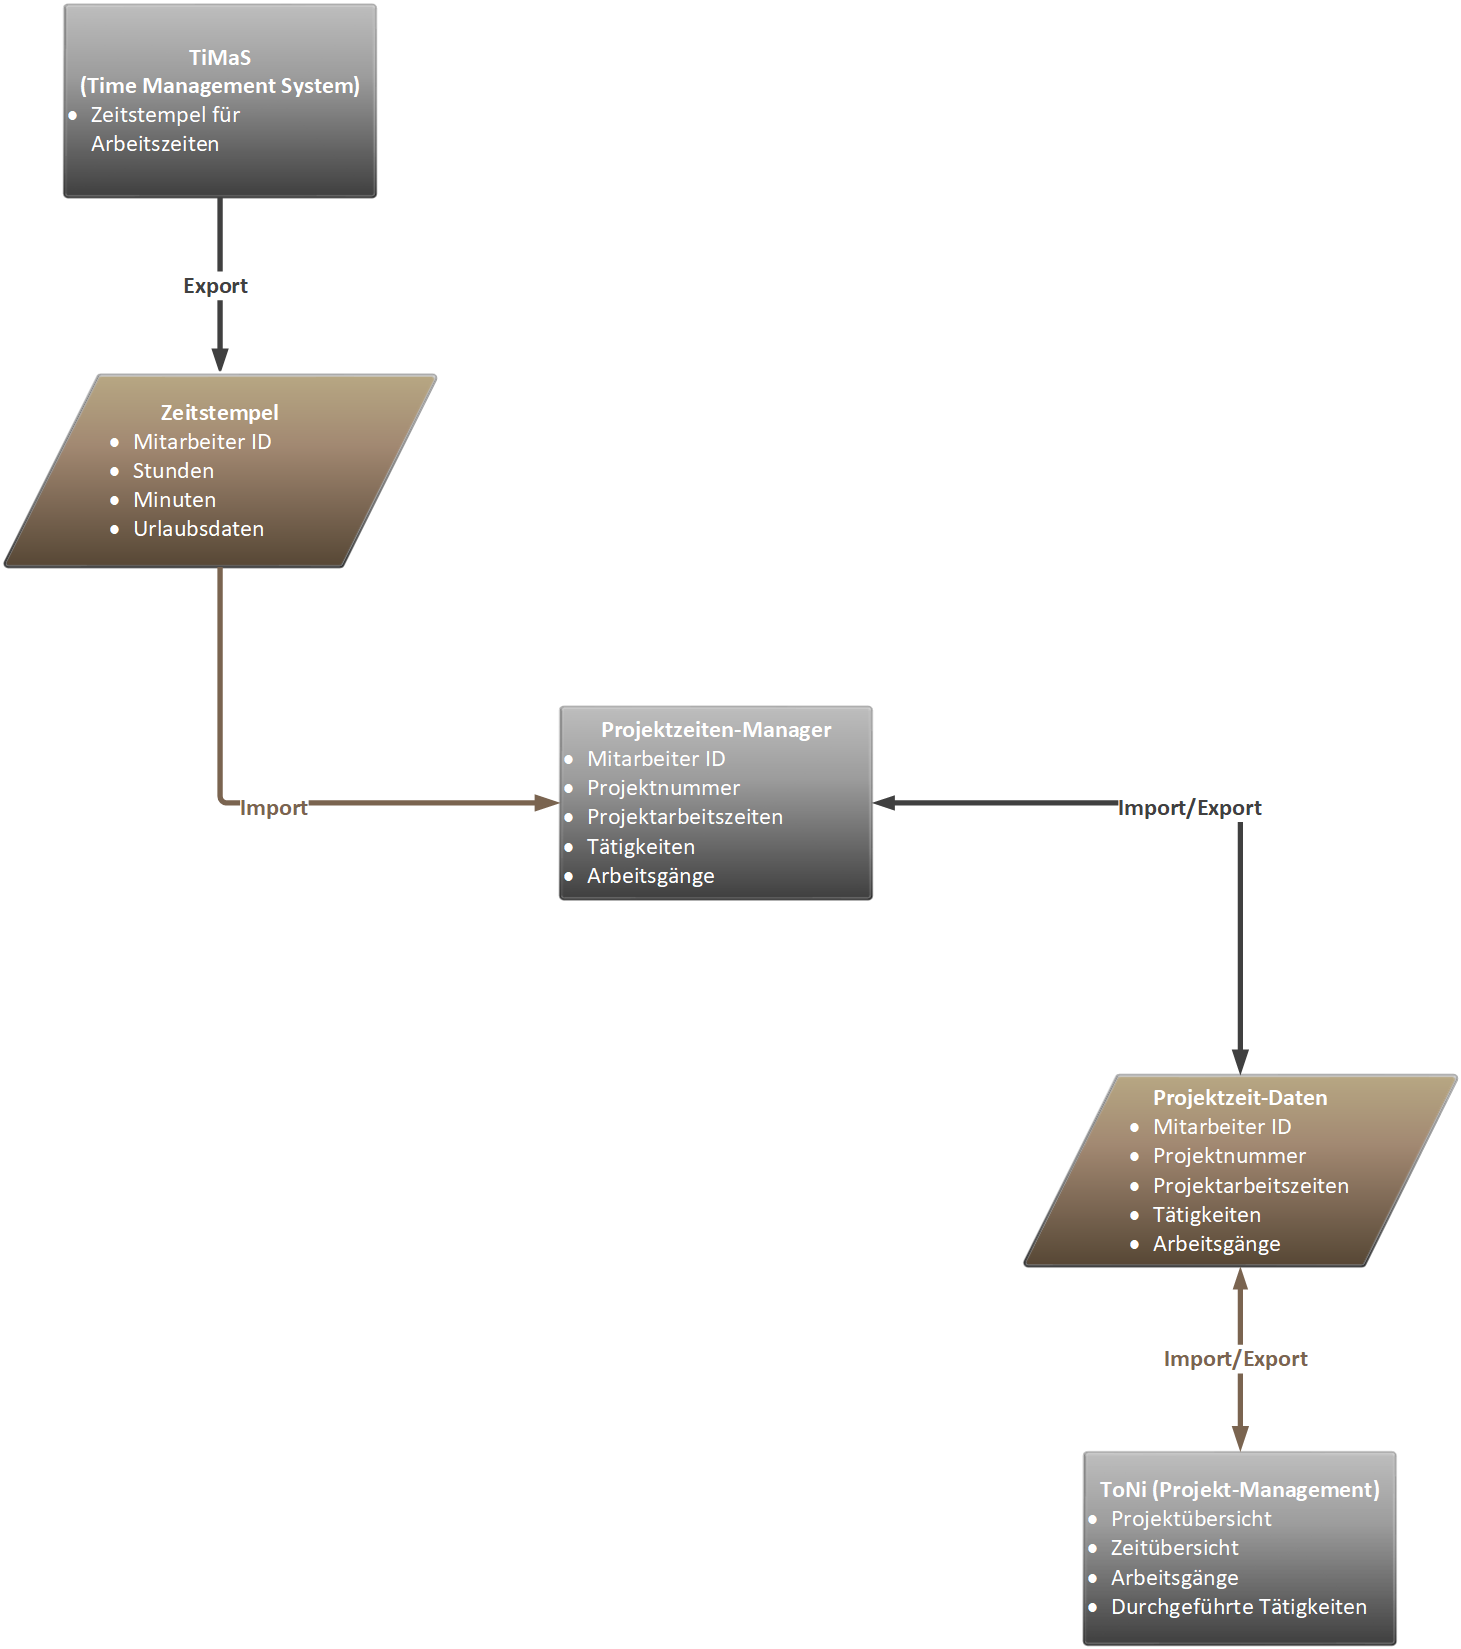 TiMaS
(Time Management System)
• Zeitstempel für
Arbeitszeiten
Export
Zeitstempel
• Mitarbeiter ID
• Stunden
• Minuten
• Urlaubsdaten
Import
Projektzeiten-Manager
• Mitarbeiter ID
• Projektnummer
• Projektarbeitszeiten
• Tätigkeiten
• Arbeitsgänge
Import/Export
Projektzeit-Daten
• Mitarbeiter ID
• Projektnummer
• Projektarbeitszeiten
• Tätigkeiten
• Arbeitsgänge
Import/Export
ToNi (Projekt-Management)
• Projektübersicht
• Zeitübersicht
• Arbeitsgänge
• Durchgeführte Tätigkeiten